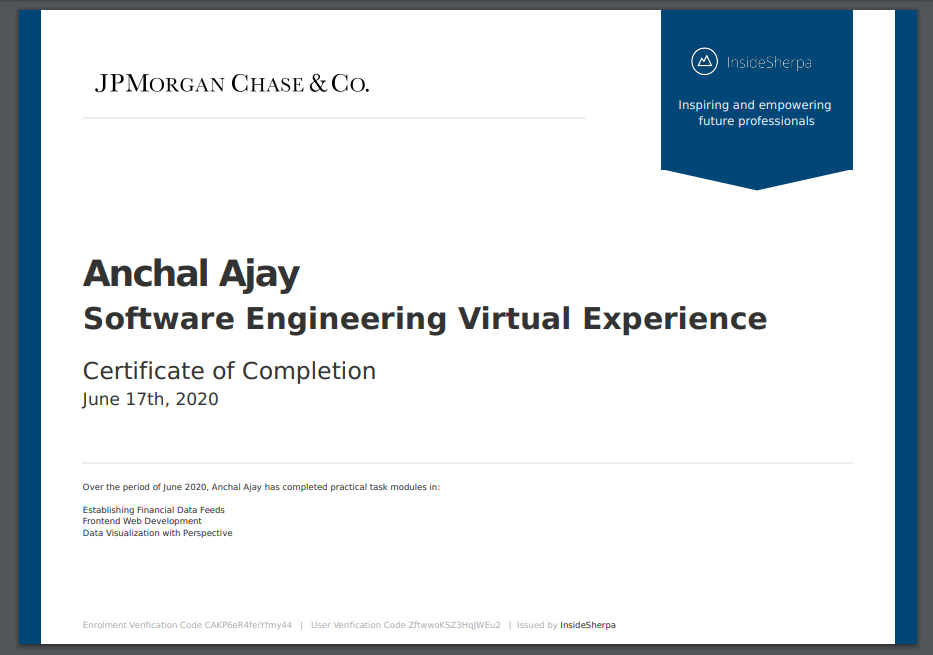 JPMORGAN CHASE & CO.
InsideSherpa
Inspiring and empowering
future professionals
Anchal Ajay
Software Engineering Virtual Experience
Certificate of Completion
June 17th, 2020
Over the period of June 2020, Anchal Ajay has completed practical task modules in:
Establishing Financial Data Feeds
Frontend Web Development
Data Visualization with Perspective
Enrolment Verification Code CAKP6eR4feiYfmy44 | User Verification Code ZftwwoKSZ3HqJWEu2 | Issued by InsideSherpa